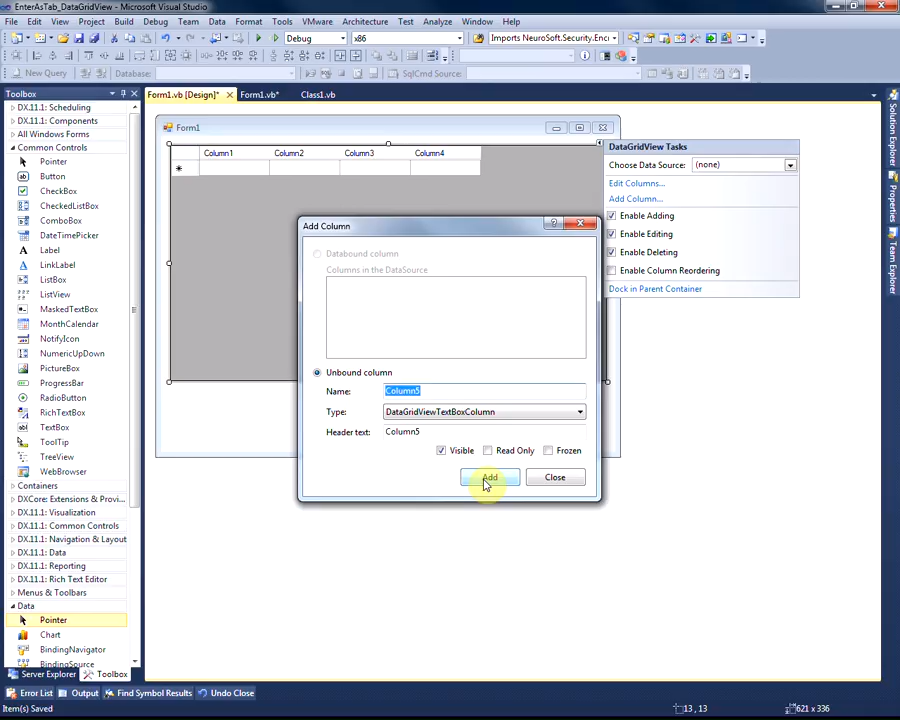 EnterAsTab_DataGridView - Microsoft Visual Studio
File Edit View Project Build Debug Team Data Format Tools VMware Architecture Test Analyze Window Help
Debug x86 Imports NeuroSoft.Security.Enc
New Query Database: SqlCmd Source:
Toolbox
DX.11.1: Scheduling
DX.11.1: Components
All Windows Forms
Common Controls
Pointer
Button
CheckBox
CheckedListBox
ComboBox
DateTimePicker
Label
LinkLabel
ListBox
ListView
MaskedTextBox
MonthCalendar
NotifyIcon
NumericUpDown
PictureBox
ProgressBar
RadioButton
RichTextBox
TextBox
ToolTip
TreeView
WebBrowser
Containers
DXCore: Extensions & Provi
DX.11.1: Visualization
DX.11.1: Common Controls
DX.11.1: Navigation & Layout
DX.11.1: Data
DX.11.1: Reporting
DX.11.1: Rich Text Editor
Menus & Toolbars
Data
Pointer
Chart
BindingNavigator
BindingSource
Server Explorer Toolbox
Form1.vb [Design]* Form1.vb* Class1.vb
Form1
Column1 Column2 Column3 Column4
DataGridView Tasks
Choose Data Source: (none)
Edit Columns...
Add Column...
Enable Adding
Enable Editing
Enable Deleting
Enable Column Reordering
Dock in Parent Container
Add Column
Databound column
Columns in the DataSource
Unbound column
Name: Column5
Type: DataGridViewTextBoxColumn
Header text: Column5
Visible Read Only Frozen
Add Close
Solution Explorer
Properties
Team Explorer
Error List Output Find Symbol Results Undo Close
Item(s) Saved 13 , 13 621 x 336